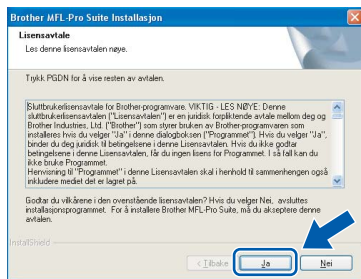 Brother MFL-Pro Suite Installasjon
Lisensavtale
Les denne lisensavtalen nøye.
Trykk PGDN for å vise resten av avtalen.
Sluttbrukerlisensavtale for Brother-programvare. VIKTIG - LES NØYE: Denne
sluttbrukerlisensavtalen ("Lisensavtalen") er en juridisk forpliktende avtale mellom deg og
Brother Industries, Ltd. ("Brother") som styrer bruken av Brother-programvaren som
installeres hvis du velger "Ja" i denne dialogboksen ("Programmet"). Hvis du velger "Ja",
binder du deg juridisk til betingelsene i denne Lisensavtalen. Hvis du ikke godtar
betingelsene i denne Lisensavtalen, får du ingen lisens for Programmet. I så fall kan du
ikke bruke Programmet.
Henvisning til "Programmet" i denne Lisensavtalen skal i henhold til sammenhengen også
inkludere mediet det er lagret på.
Godtar du vilkårene i den ovenstående lisensavtalen? Hvis du velger Nei, avsluttes
installasjonsprogrammet. For å installere Brother MFL-Pro Suite, må du akseptere denne
avtalen.
InstallShield
< Tilbake
Ja
Nei